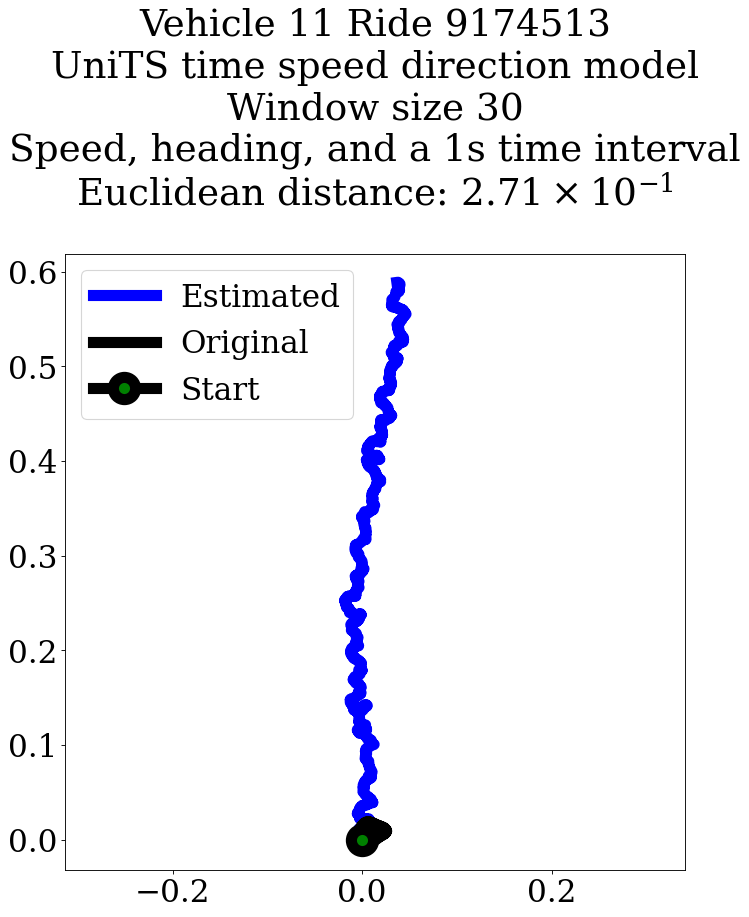 Vehicle 11 Ride 9174513
UniTS time speed direction model
Window size 30
Speed, heading, and a 1s time interval
Euclidean distance: 2.71 × 10⁻¹
0.6
Estimated
Original
Start
0.5
0.4
0.3
0.2
0.1
0.0
−0.2
0.0
0.2